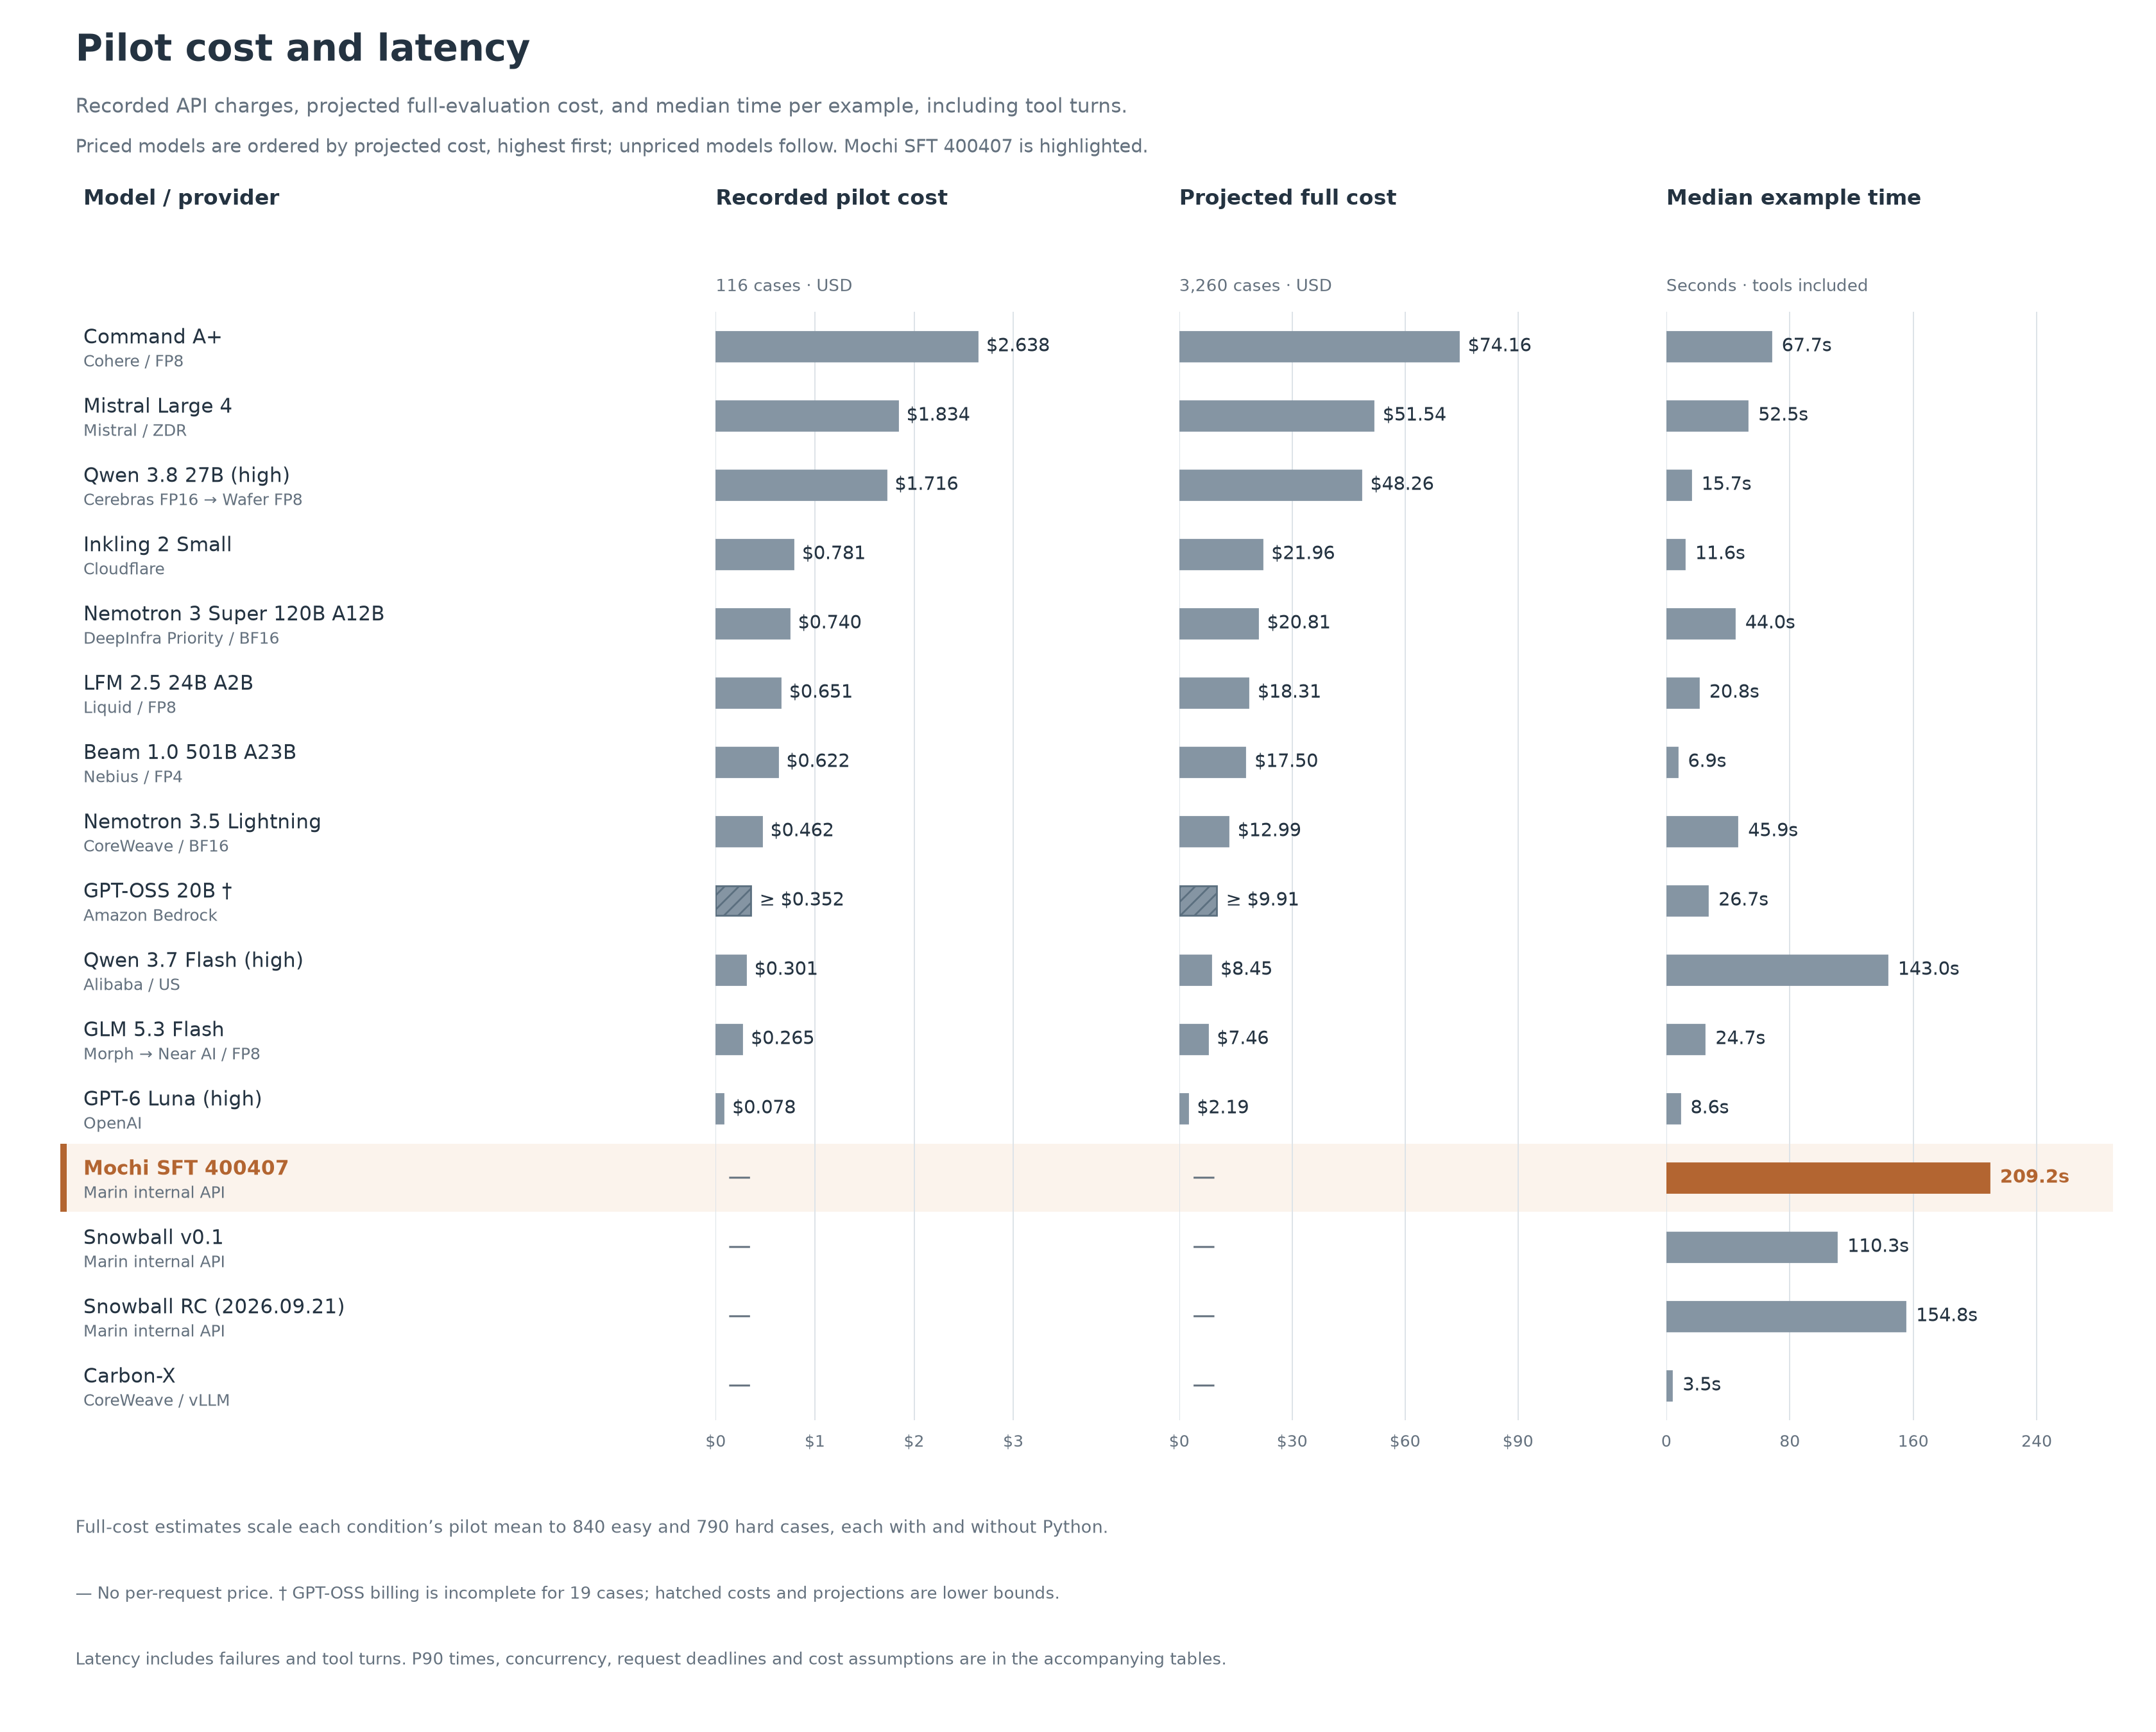 Pilot cost and latency
Recorded API charges, projected full-evaluation cost, and median time per example, including tool turns.
Priced models are ordered by projected cost, highest first; unpriced models follow. Mochi SFT 400407 is highlighted.
Model / provider Recorded pilot cost Projected full cost Median example time
116 cases · USD 3,260 cases · USD Seconds · tools included
Command A+ $2.638 $74.16 67.7s
Cohere / FP8
Mistral Large 4 $1.834 $51.54 52.5s
Mistral / ZDR
Qwen 3.8 27B (high) $1.716 $48.26 15.7s
Cerebras FP16 → Wafer FP8
Inkling 2 Small $0.781 $21.96 11.6s
Cloudflare
Nemotron 3 Super 120B A12B $0.740 $20.81 44.0s
DeepInfra Priority / BF16
LFM 2.5 24B A2B $0.651 $18.31 20.8s
Liquid / FP8
Beam 1.0 501B A23B $0.622 $17.50 6.9s
Nebius / FP4
Nemotron 3.5 Lightning $0.462 $12.99 45.9s
CoreWeave / BF16
GPT-OSS 20B † ≥ $0.352 ≥ $9.91 26.7s
Amazon Bedrock
Qwen 3.7 Flash (high) $0.301 $8.45 143.0s
Alibaba / US
GLM 5.3 Flash $0.265 $7.46 24.7s
Morph → Near AI / FP8
GPT-6 Luna (high) $0.078 $2.19 8.6s
OpenAI
Mochi SFT 400407 — — 209.2s
Marin internal API
Snowball v0.1 — — 110.3s
Marin internal API
Snowball RC (2026.09.21) — — 154.8s
Marin internal API
Carbon-X — — 3.5s
CoreWeave / vLLM
$0 $1 $2 $3 $0 $30 $60 $90 0 80 160 240
Full-cost estimates scale each condition’s pilot mean to 840 easy and 790 hard cases, each with and without Python.
— No per-request price. † GPT-OSS billing is incomplete for 19 cases; hatched costs and projections are lower bounds.
Latency includes failures and tool turns. P90 times, concurrency, request deadlines and cost assumptions are in the accompanying tables.